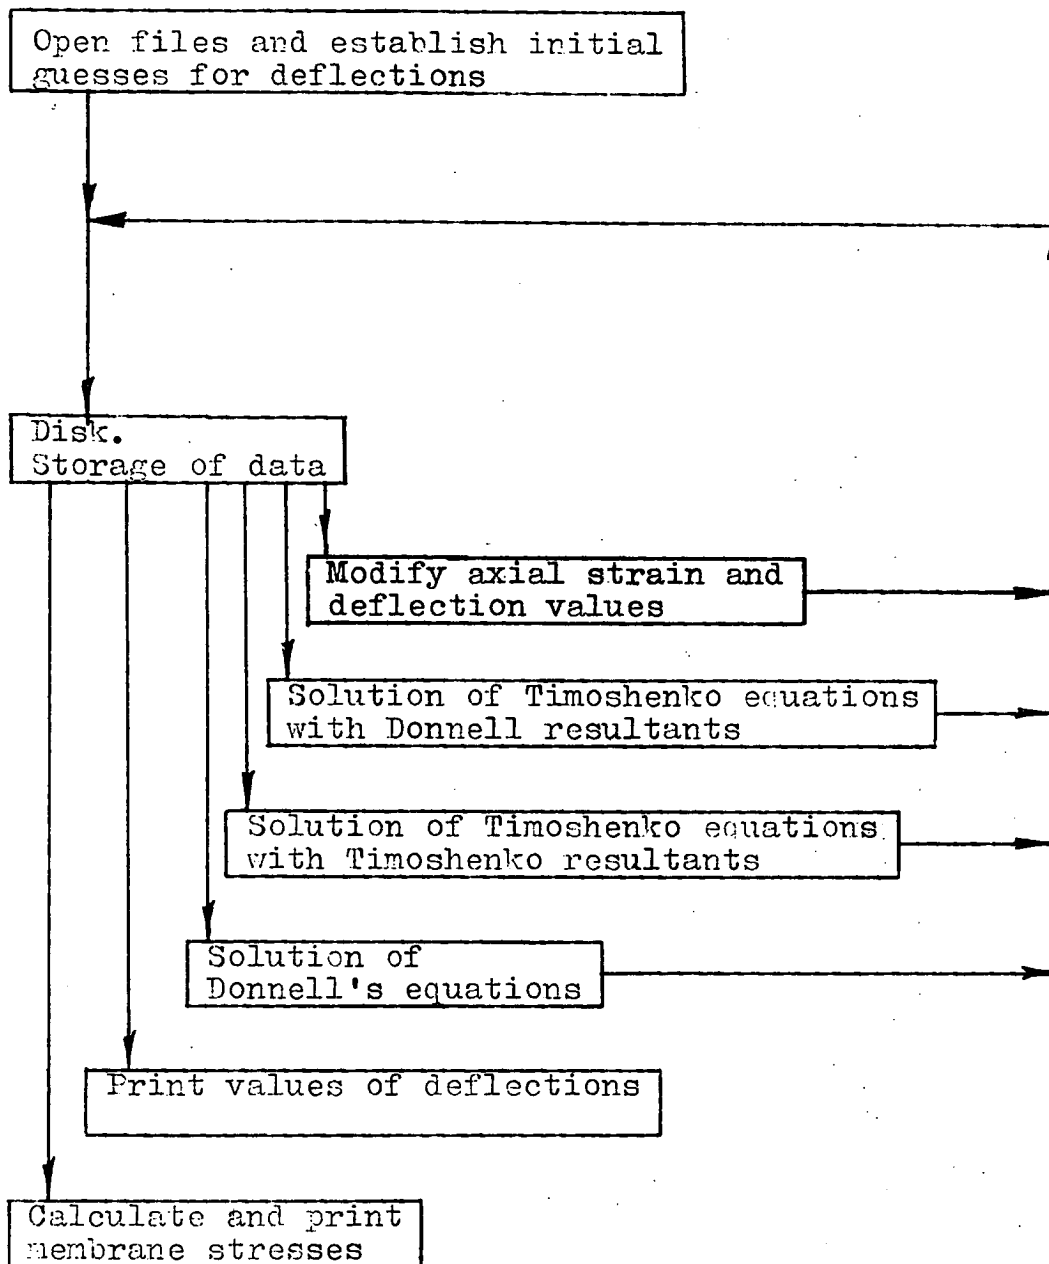 Open files and establish initial
guesses for deflections
Disk.
Storage of data
Modify axial strain and
deflection values
Solution of Timoshenko equations
with Donnell resultants
Solution of Timoshenko equations
with Timoshenko resultants
Solution of
Donnell's equations
Print values of deflections
Calculate and print
membrane stresses